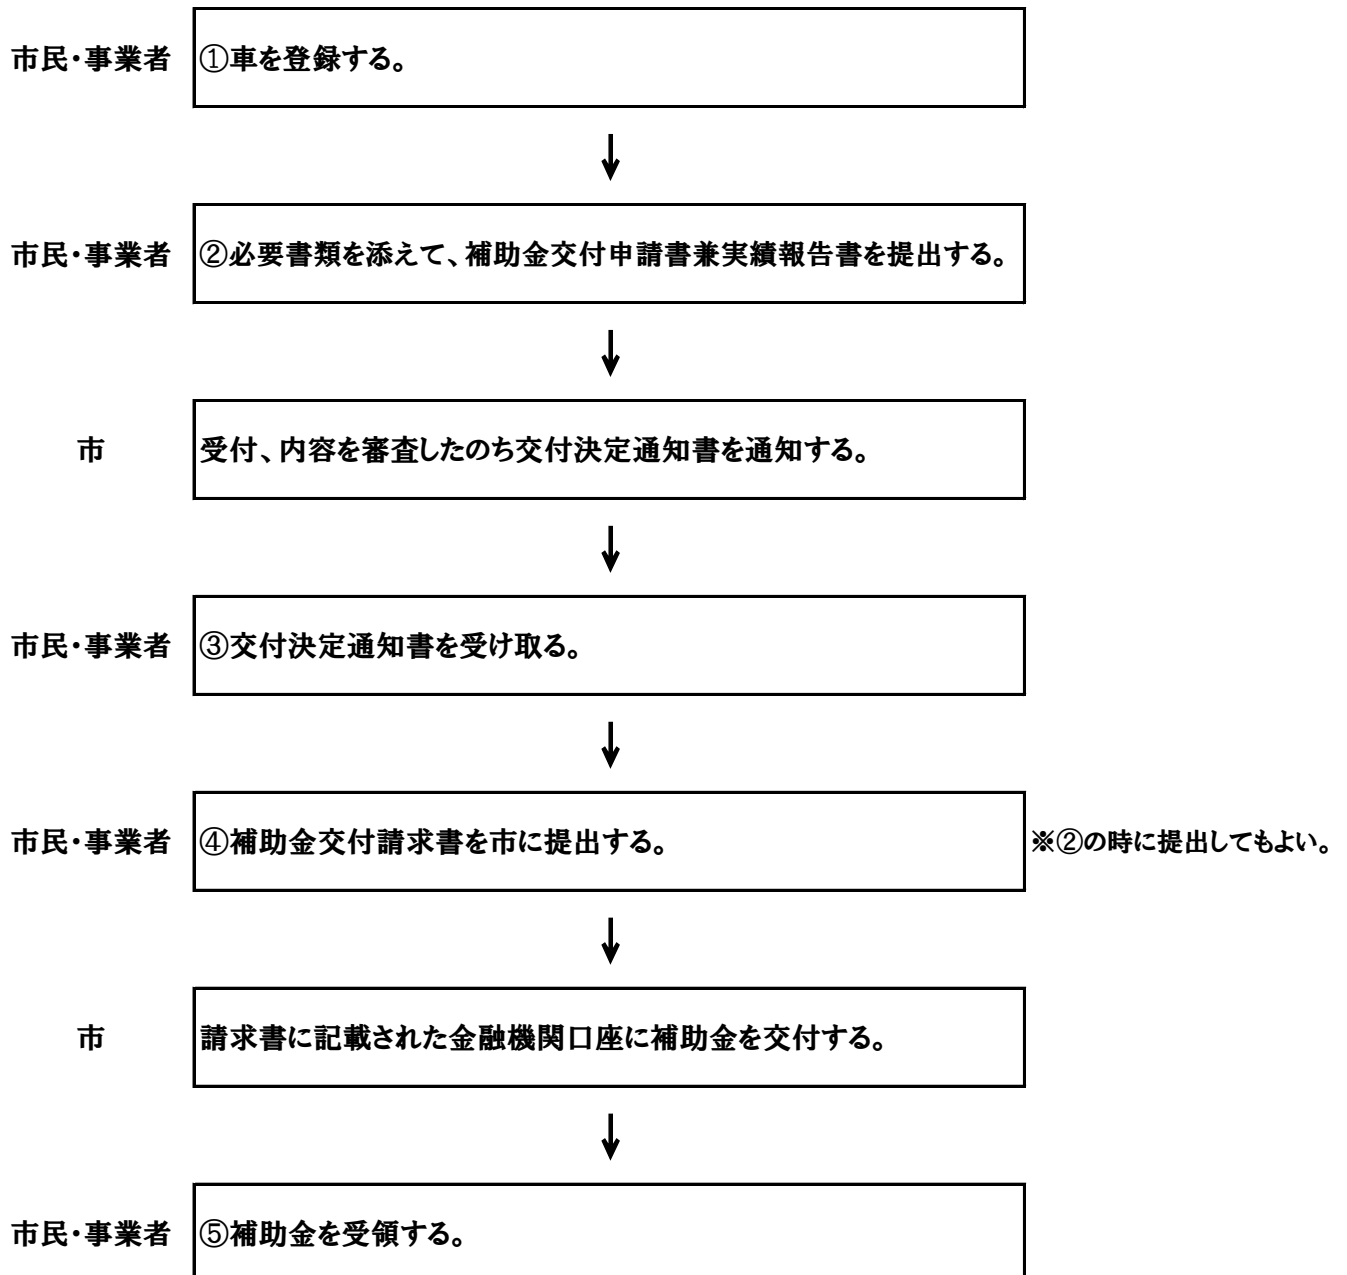 市民・事業者 ①車を登録する。
↓
市民・事業者 ②必要書類を添えて、補助金交付申請書兼実績報告書を提出する。
↓
市 受付、内容を審査したのち交付決定通知書を通知する。
↓
市民・事業者 ③交付決定通知書を受け取る。
↓
市民・事業者 ④補助金交付請求書を市に提出する。 ※②の時に提出してもよい。
↓
市 請求書に記載された金融機関口座に補助金を交付する。
↓
市民・事業者 ⑤補助金を受領する。